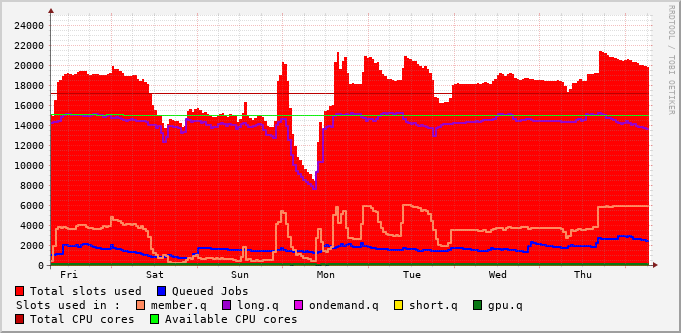 RRDTOOL / TOBI OETIKER
24000
22000
20000
18000
16000
14000
12000
10000
8000
6000
4000
2000
0
Fri Sat Sun Mon Tue Wed Thu
Total slots used Queued Jobs
Slots used in : member.q long.q ondemand.q short.q gpu.q
Total CPU cores Available CPU cores